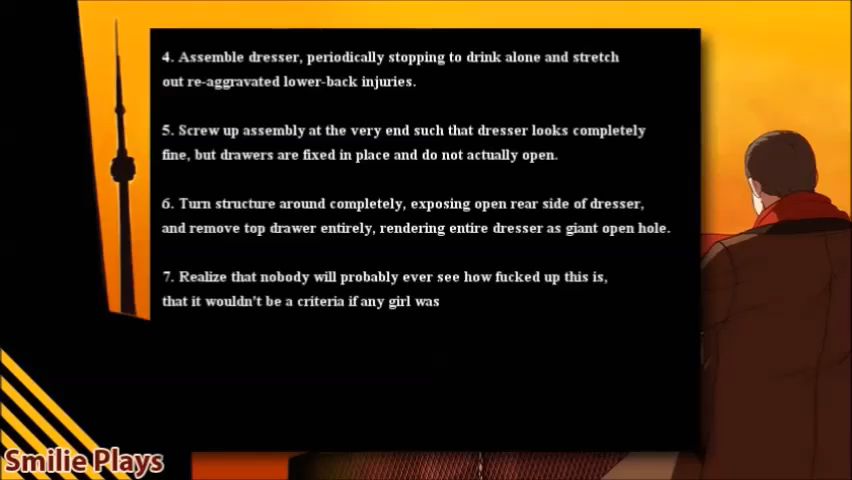 4. Assemble dresser, periodically stopping to drink alone and stretch
out re-aggravated lower-back injuries.
5. Screw up assembly at the very end such that dresser looks completely
fine, but drawers are fixed in place and do not actually open.
6. Turn structure around completely, exposing open rear side of dresser,
and remove top drawer entirely, rendering entire dresser as giant open hole.
7. Realize that nobody will probably ever see how fucked up this is,
that it wouldn't be a criteria if any girl was
Smilie Plays